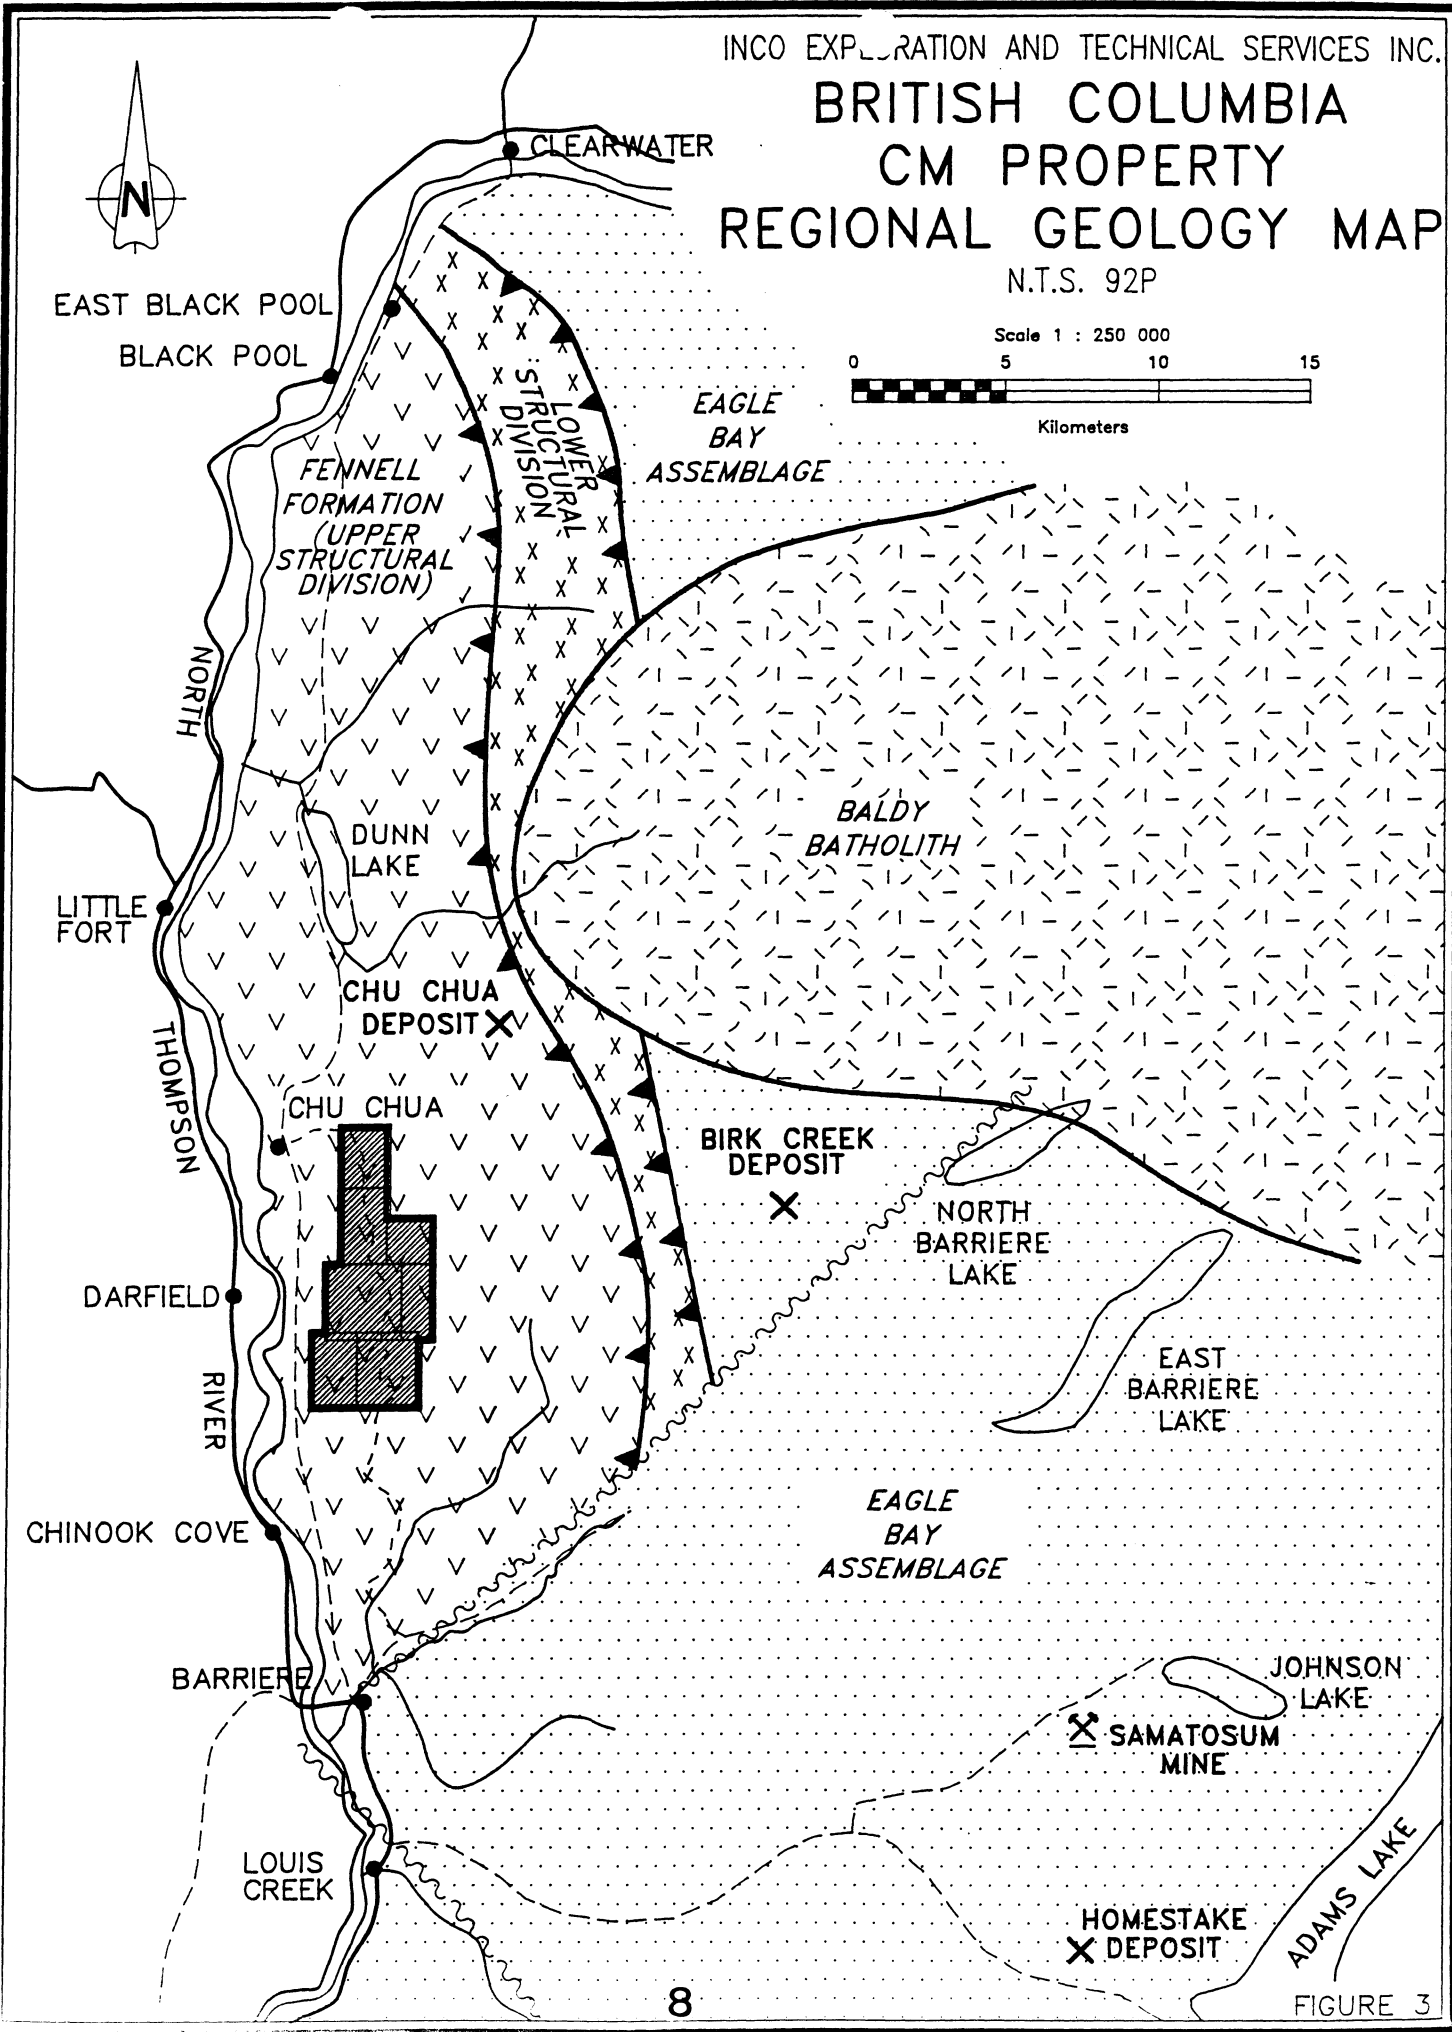 INCO EXPLORATION AND TECHNICAL SERVICES INC.
BRITISH COLUMBIA
CM PROPERTY
REGIONAL GEOLOGY MAP
N.T.S. 92P
Scale 1 : 250 000
0 5 10 15
Kilometers
N
CLEARWATER
EAST BLACK POOL
BLACK POOL
EAGLE
BAY
ASSEMBLAGE
LOWER
STRUCTURAL
DIVISION
FENNELL
FORMATION
(UPPER
STRUCTURAL
DIVISION)
NORTH
BALDY
BATHOLITH
DUNN
LAKE
LITTLE
FORT
CHU CHUA
DEPOSIT
THOMPSON
CHU CHUA
BIRK CREEK
DEPOSIT
NORTH
BARRIERE
LAKE
DARFIELD
EAST
BARRIERE
LAKE
RIVER
EAGLE
BAY
ASSEMBLAGE
CHINOOK COVE
BARRIERE
JOHNSON
LAKE
SAMATOSUM
MINE
LOUIS
CREEK
ADAMS LAKE
HOMESTAKE
DEPOSIT
8
FIGURE 3